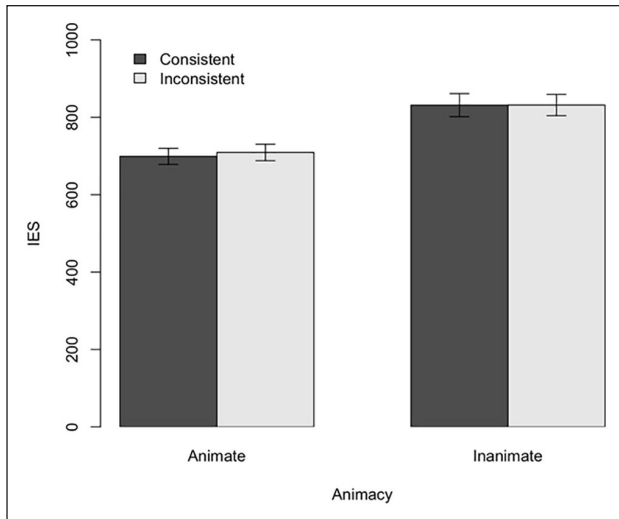 1000
800
600
400
200
0
IES
Consistent
Inconsistent
Animate
Inanimate
Animacy